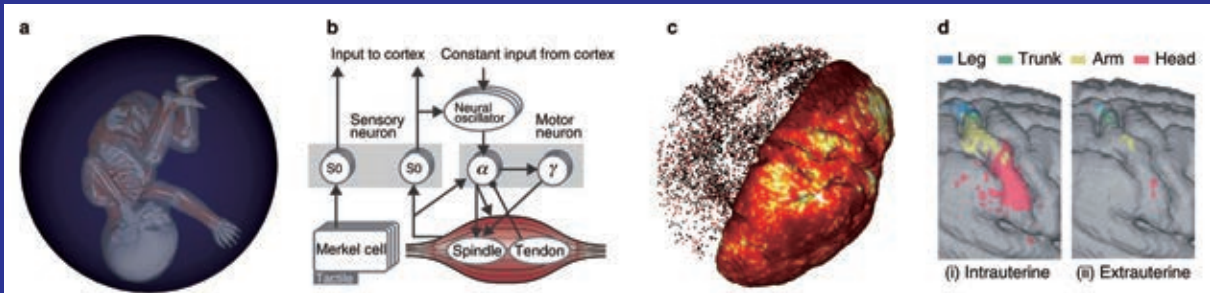 a
b
Input to cortex
Constant input from cortex
Neural
oscillator
Sensory
neuron
Motor
neuron
S0
S0
α
γ
Merkel cell
Tactile
Spindle
Tendon
c
d
Leg
Trunk
Arm
Head
(i) Intrauterine
(ii) Extrauterine